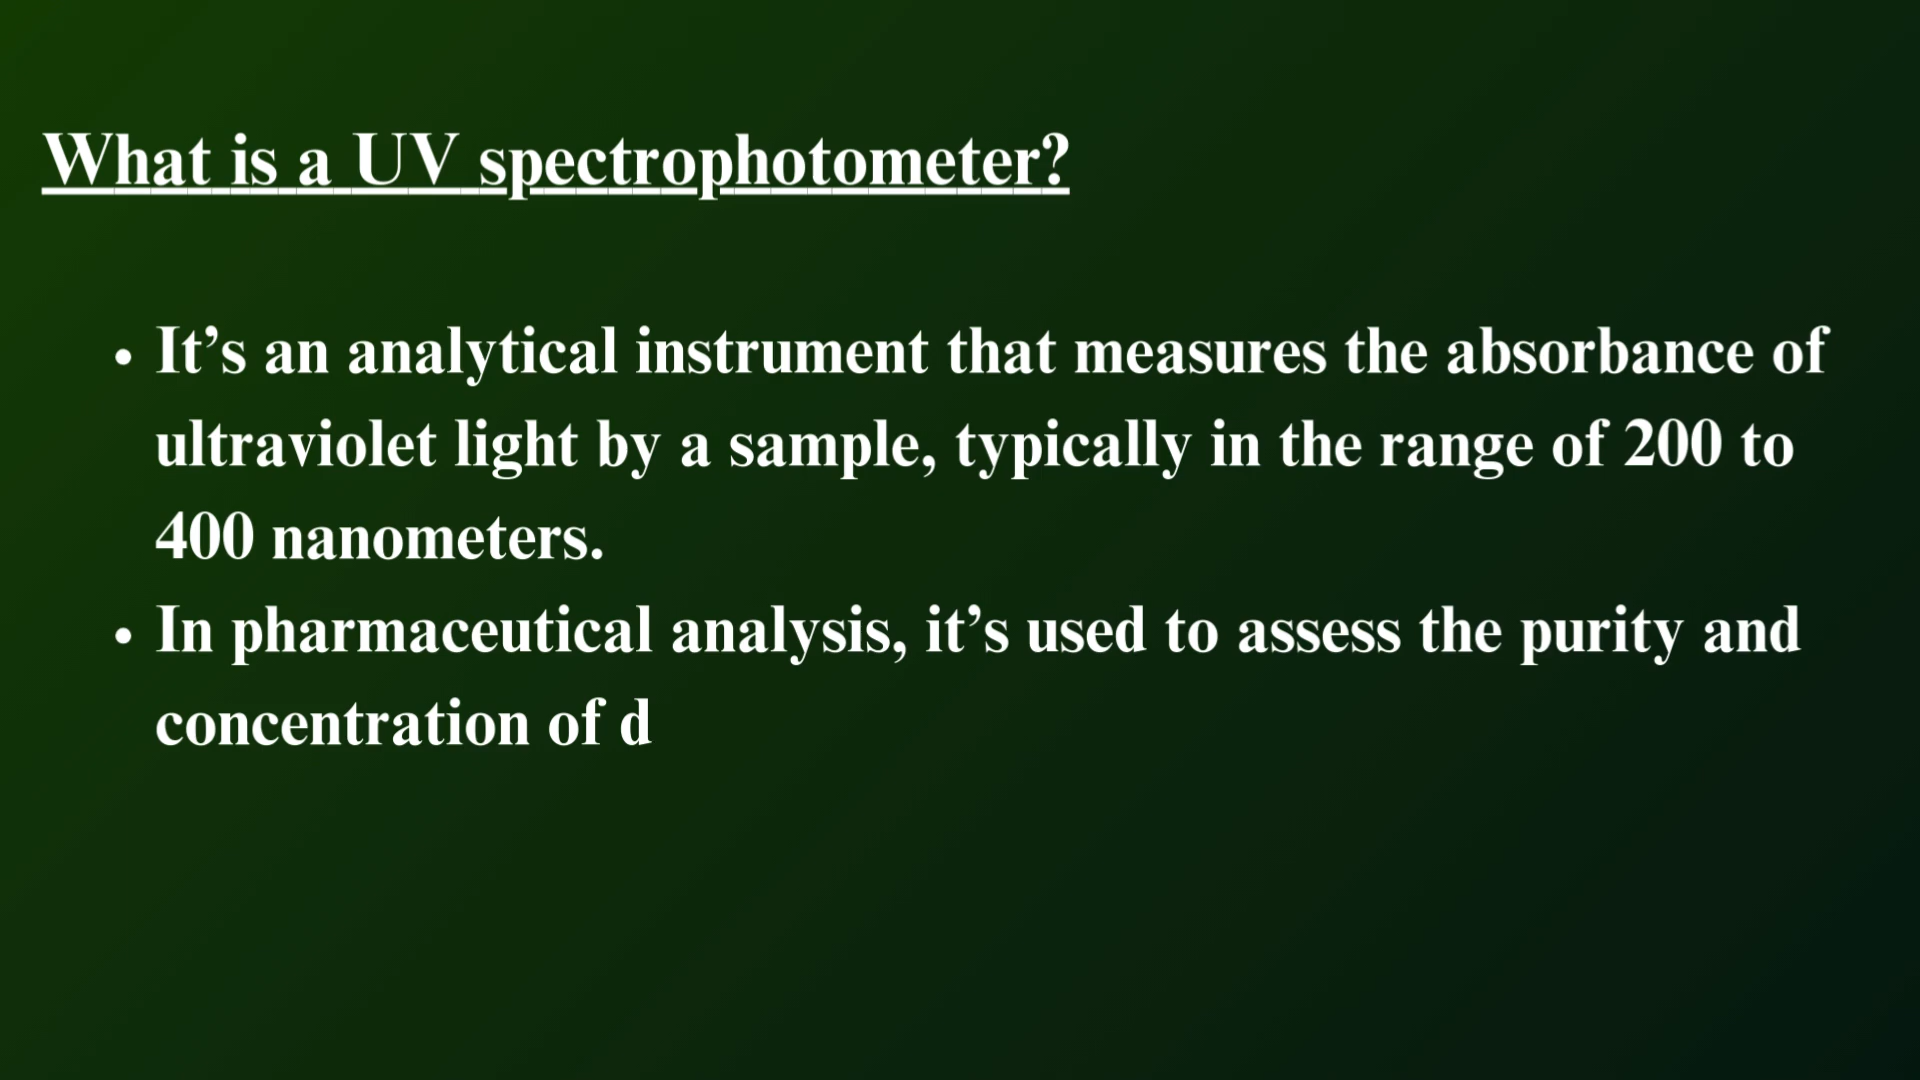 What is a UV spectrophotometer?
• It’s an analytical instrument that measures the absorbance of
ultraviolet light by a sample, typically in the range of 200 to
400 nanometers.
• In pharmaceutical analysis, it’s used to assess the purity and
concentration of d